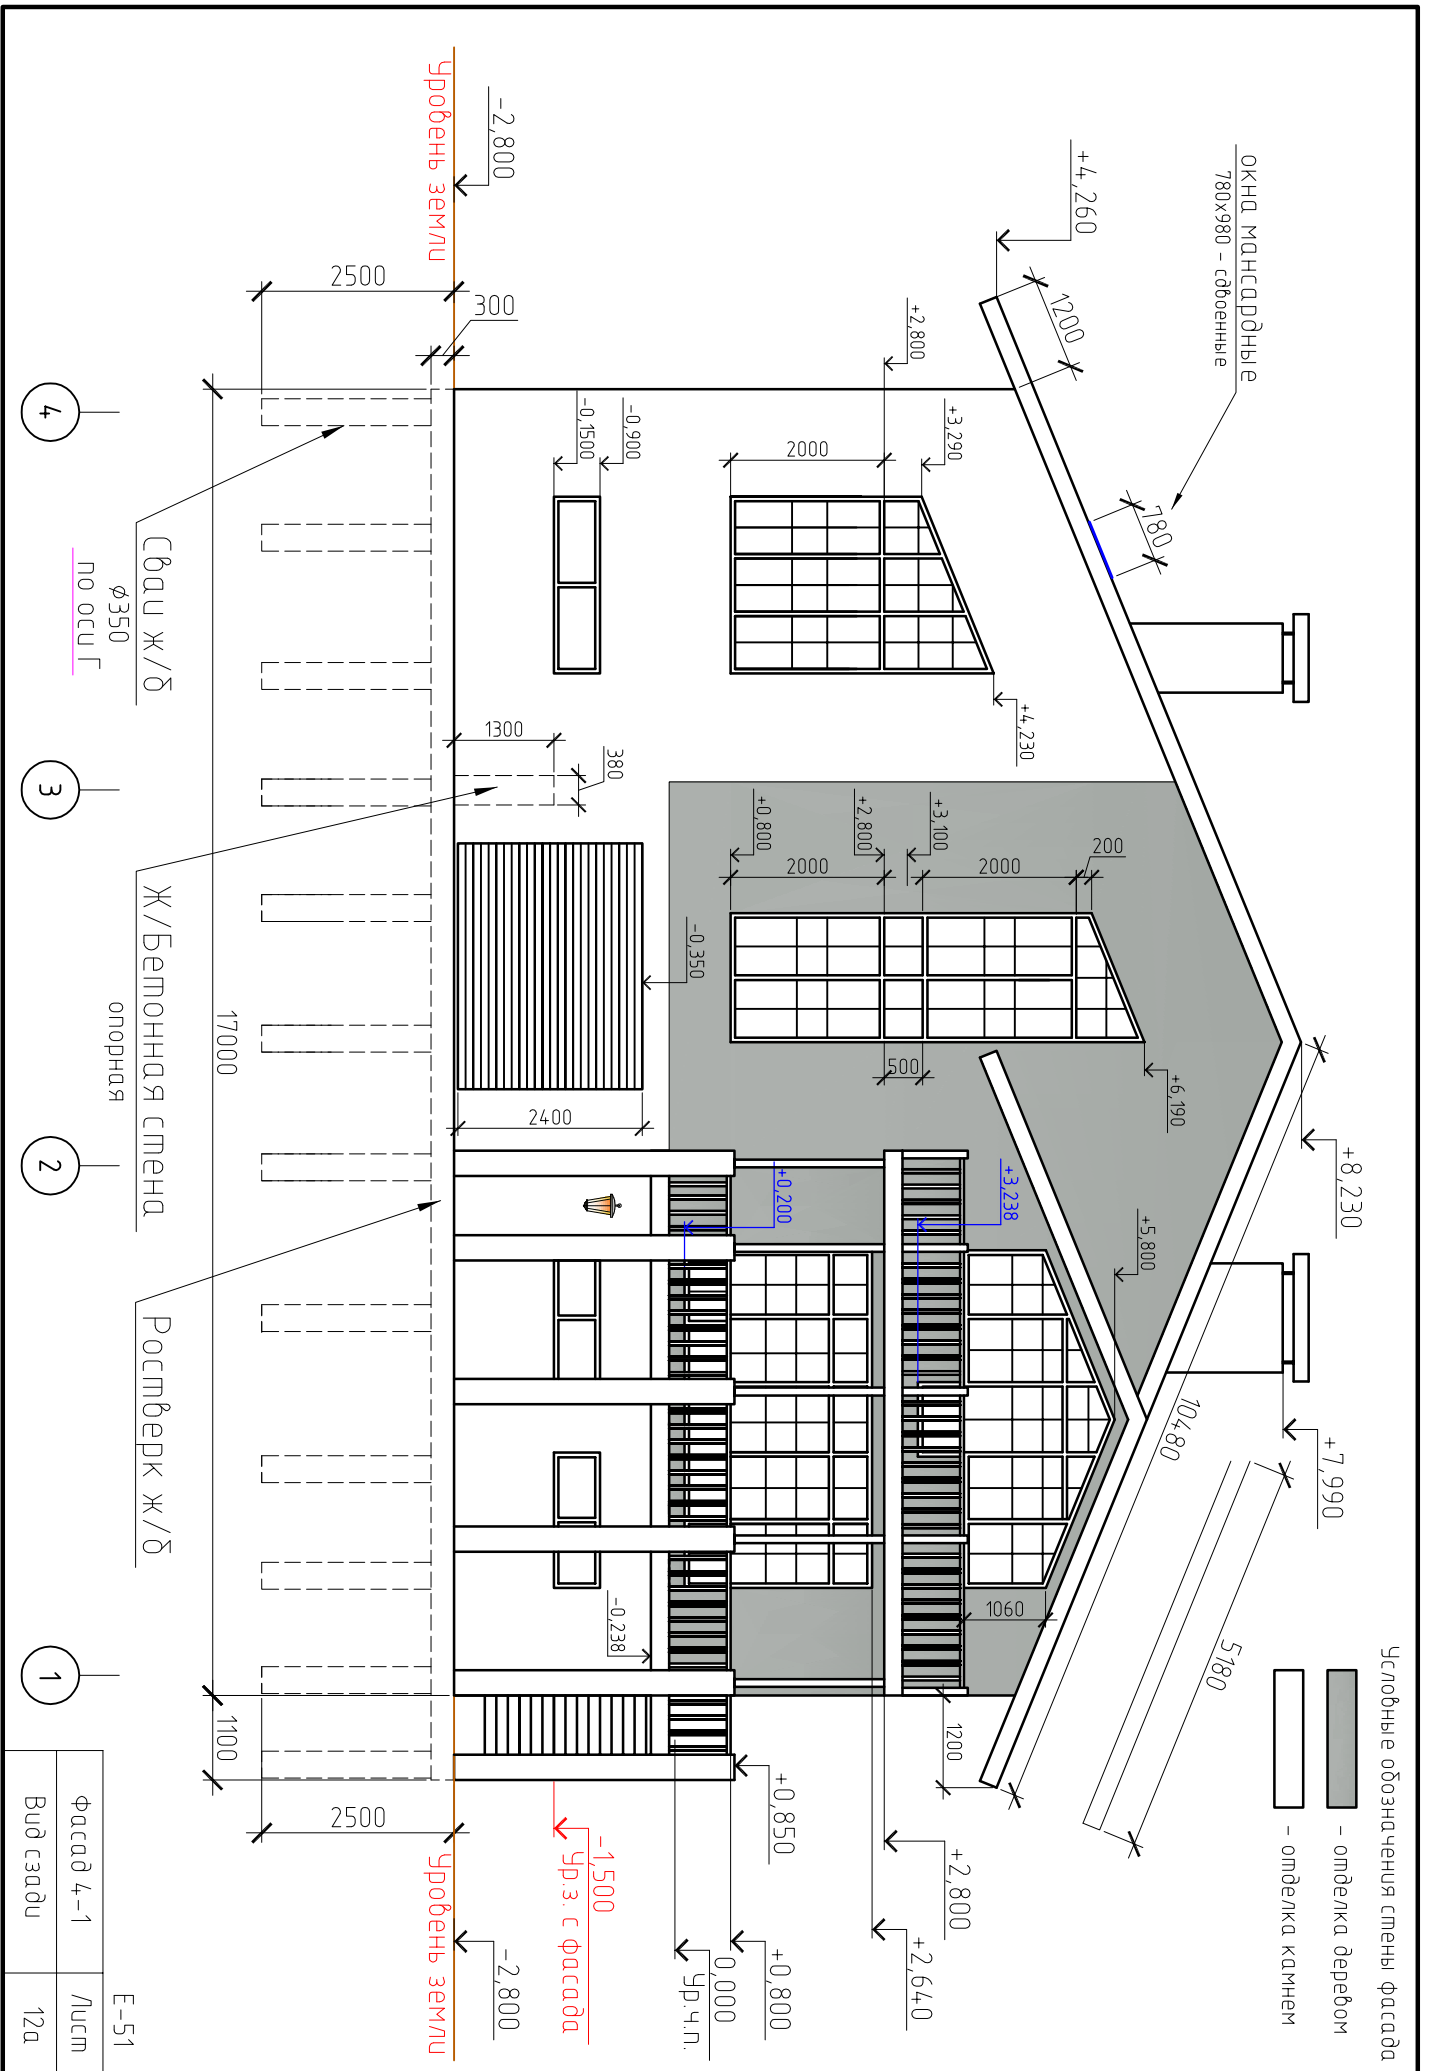 Условные обозначения стены фасада
- отделка деревом
- отделка камнем
окна мансардные
780х980 - сдвоенные
+4,260
1200
780
+8,230
+7,990
10480
5180
+2,800
+3,290
2000
-0,900
-0,1500
+4,230
1300
380
+3,100
+2,800
+0,800
200
2000
2000
-0,350
500
+6,190
2400
+5,800
+3,238
+0,200
1060
-0,238
1200
+0,850
+2,800
+2,640
+0,800
0,000
Ур.ч.п.
-1,500
Ур.з. с фасада
-2,800
Уровень земли
-2,800
Уровень земли
2500
300
2500
Сваи ж/б
φ350
по оси Г
Ж/Бетонная стена
опорная
Ростверк ж/б
17000
1100
4
3
2
1
Е-51
Фасад 4-1
Лист
Вид сзади
12а